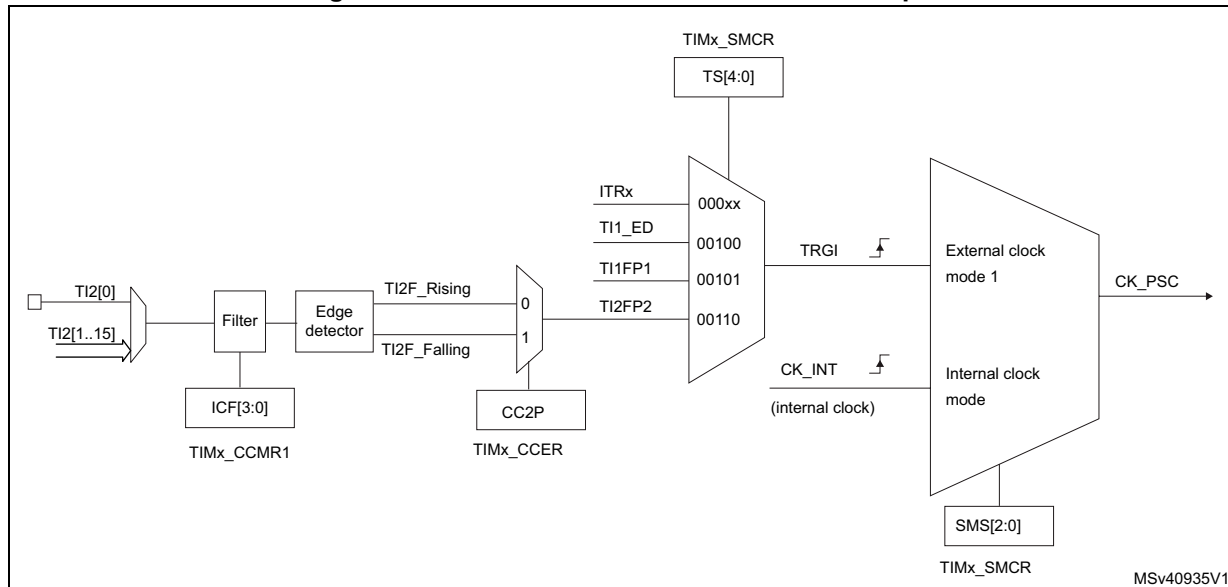 TIMx_SMCR
TS[4:0]
ITRx
000xx
TI1_ED
00100
TI1FP1
00101
TI2FP2
00110
TRGI
External clock
mode 1
CK_PSC
TI2[0]
TI2[1..15]
Filter
Edge
detector
TI2F_Rising
TI2F_Falling
0
1
CK_INT
(internal clock)
Internal clock
mode
ICF[3:0]
TIMx_CCMR1
CC2P
TIMx_CCER
SMS[2:0]
TIMx_SMCR
MSv40935V1